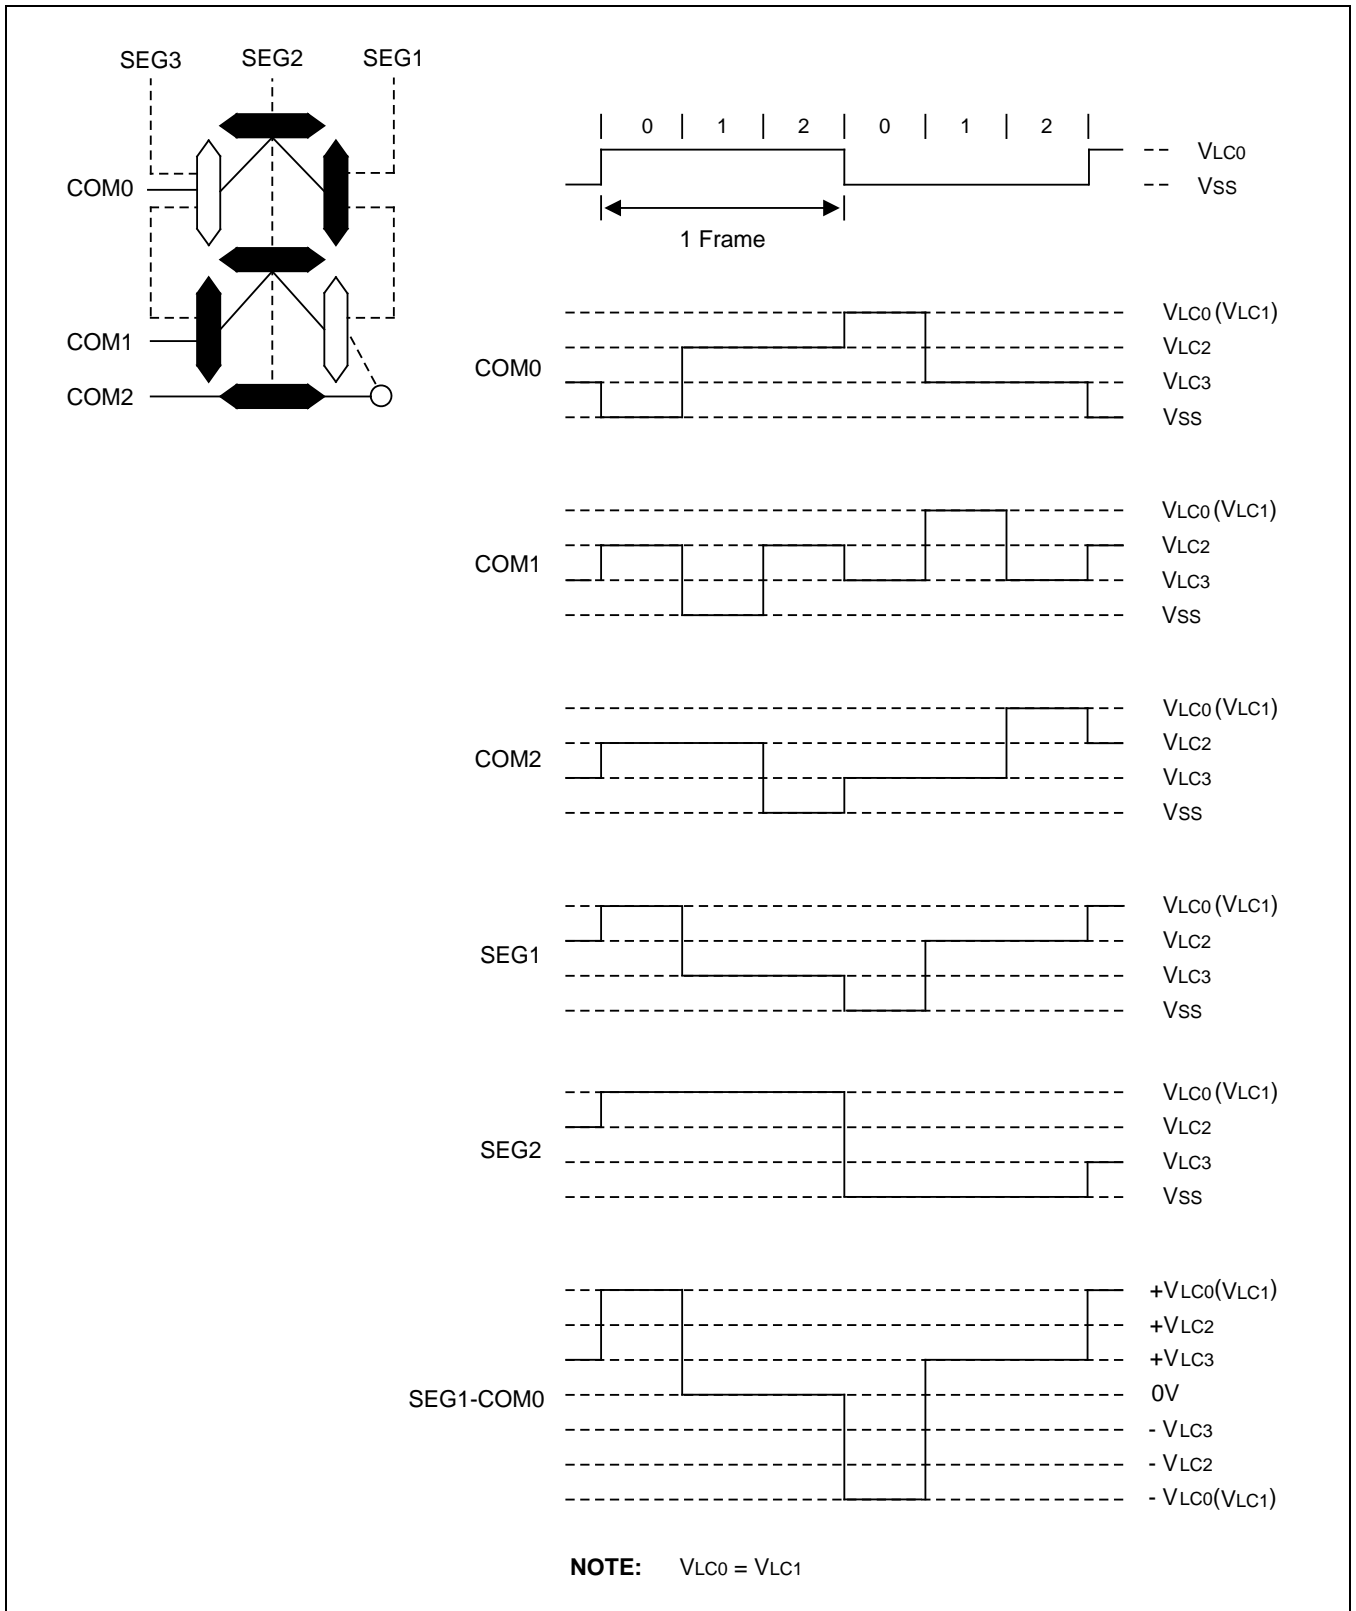 SEG3 SEG2 SEG1
COM0
COM1
COM2
0 1 2 0 1 2
VLC0
VSS
1 Frame
COM0
VLC0 (VLC1)
VLC2
VLC3
VSS
COM1
VLC0 (VLC1)
VLC2
VLC3
VSS
COM2
VLC0 (VLC1)
VLC2
VLC3
VSS
SEG1
VLC0 (VLC1)
VLC2
VLC3
VSS
SEG2
VLC0 (VLC1)
VLC2
VLC3
VSS
SEG1-COM0
+VLC0(VLC1)
+VLC2
+VLC3
0V
- VLC3
- VLC2
- VLC0(VLC1)
NOTE: VLC0 = VLC1